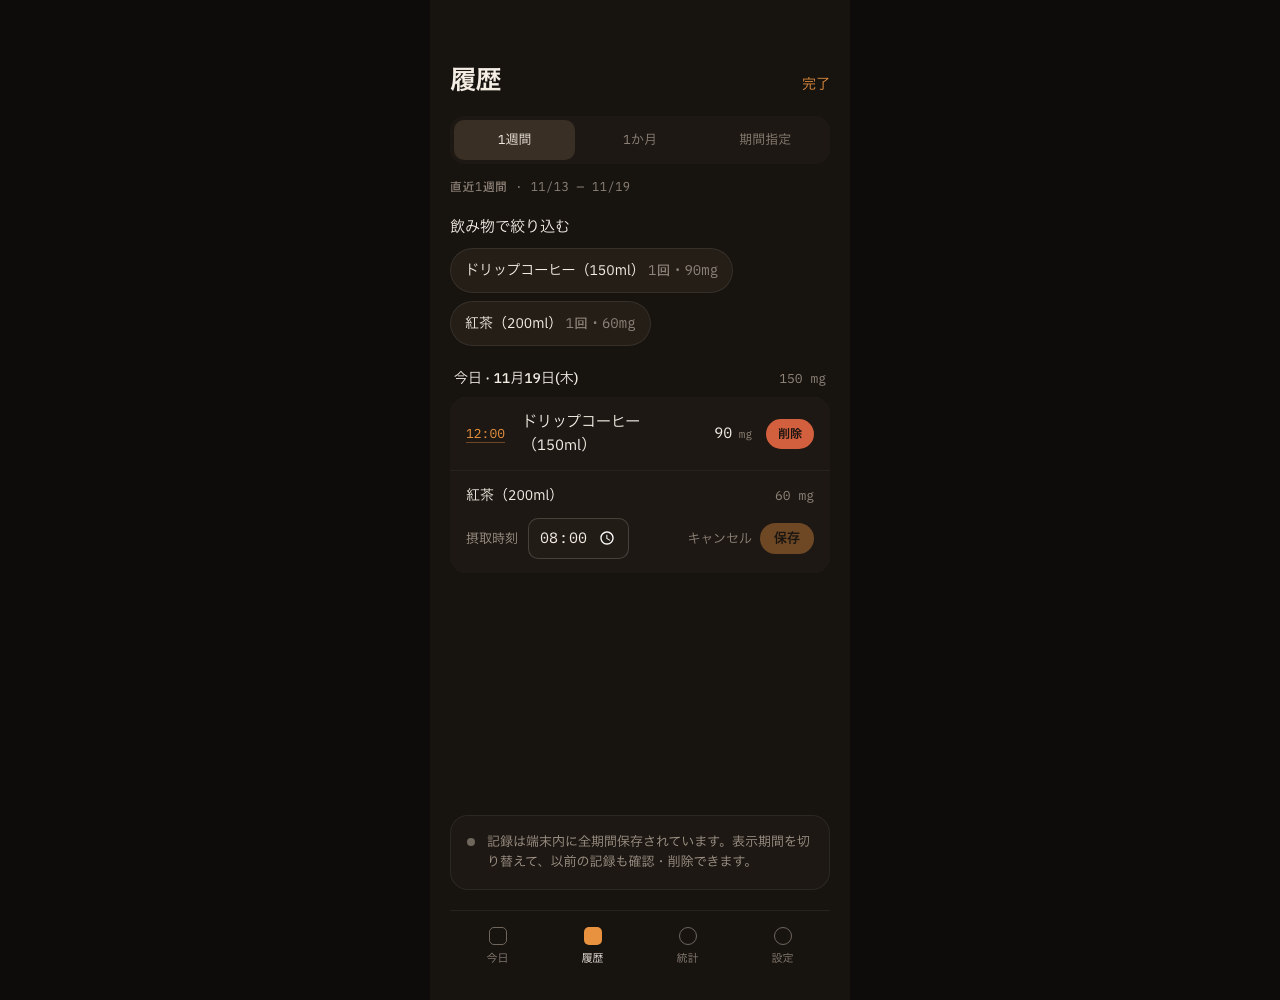 履歴
完了
1週間
1か月
期間指定
直近1週間 · 11/13 — 11/19
飲み物で絞り込む
ドリップコーヒー（150ml） 1回・90mg
紅茶（200ml） 1回・60mg
今日 · 11月19日(木)
150 mg
12:00
ドリップコーヒー
（150ml）
90 mg
削除
紅茶（200ml）
60 mg
摂取時刻
08:00
キャンセル
保存
記録は端末内に全期間保存されています。表示期間を切
り替えて、以前の記録も確認・削除できます。
今日
履歴
統計
設定